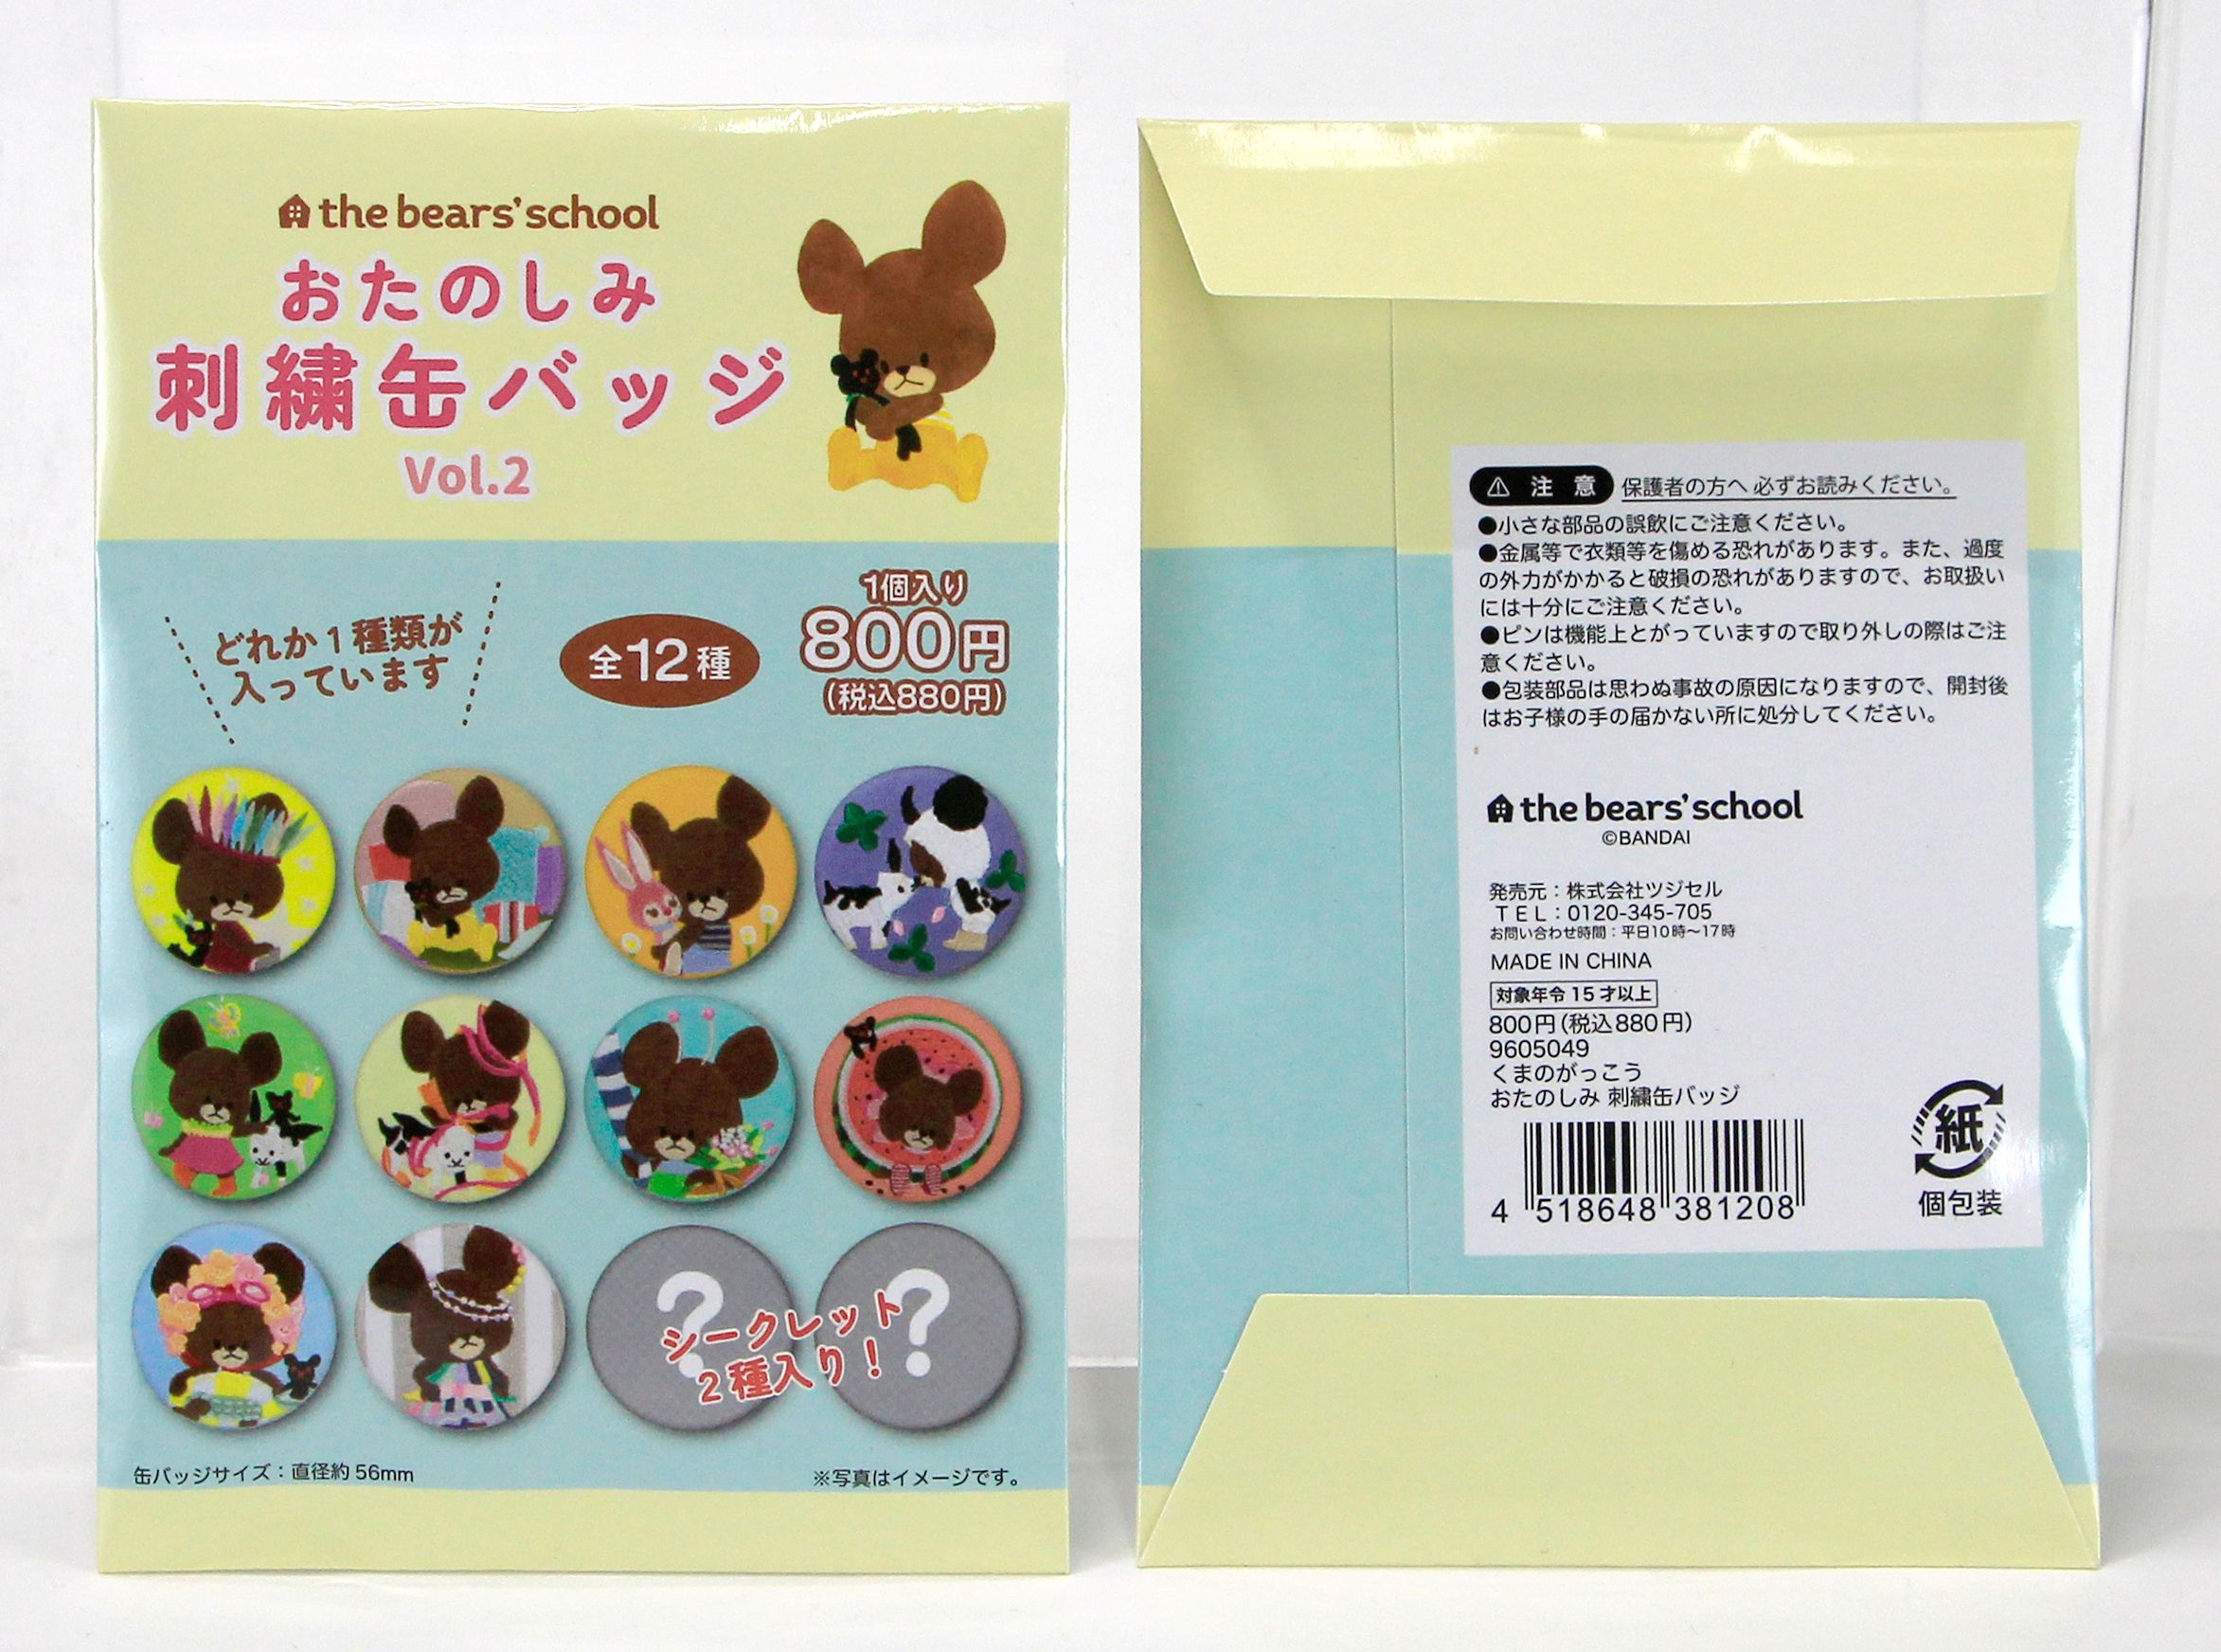 the bears' school
おたのしみ
刺繍缶バッジ
Vol.2
どれか1種類が
入っています
全12種
1個入り
800円
(税込880円)
?
?
シークレット
2種入り!
缶バッジサイズ:直径約56mm
※写真はイメージです。
⚠ 注 意 保護者の方へ 必ずお読みください。
●小さな部品の誤飲にご注意ください。
●金属等で衣類等を傷める恐れがあります。また、過度
の外力がかかると破損の恐れがありますので、お取扱い
には十分にご注意ください。
●ピンは機能上とがっていますので取り外しの際はご注
意ください。
●包装部品は思わぬ事故の原因になりますので、開封後
はお子様の手の届かない所に処分してください。
the bears' school
©BANDAI
発売元:株式会社ツジセル
TEL:0120-345-705
お問い合わせ時間:平日10時~17時
MADE IN CHINA
対象年令15才以上
800円(税込880円)
9605049
くまのがっこう
おたのしみ 刺繍缶バッジ
4 518648 381208
紙
個包装